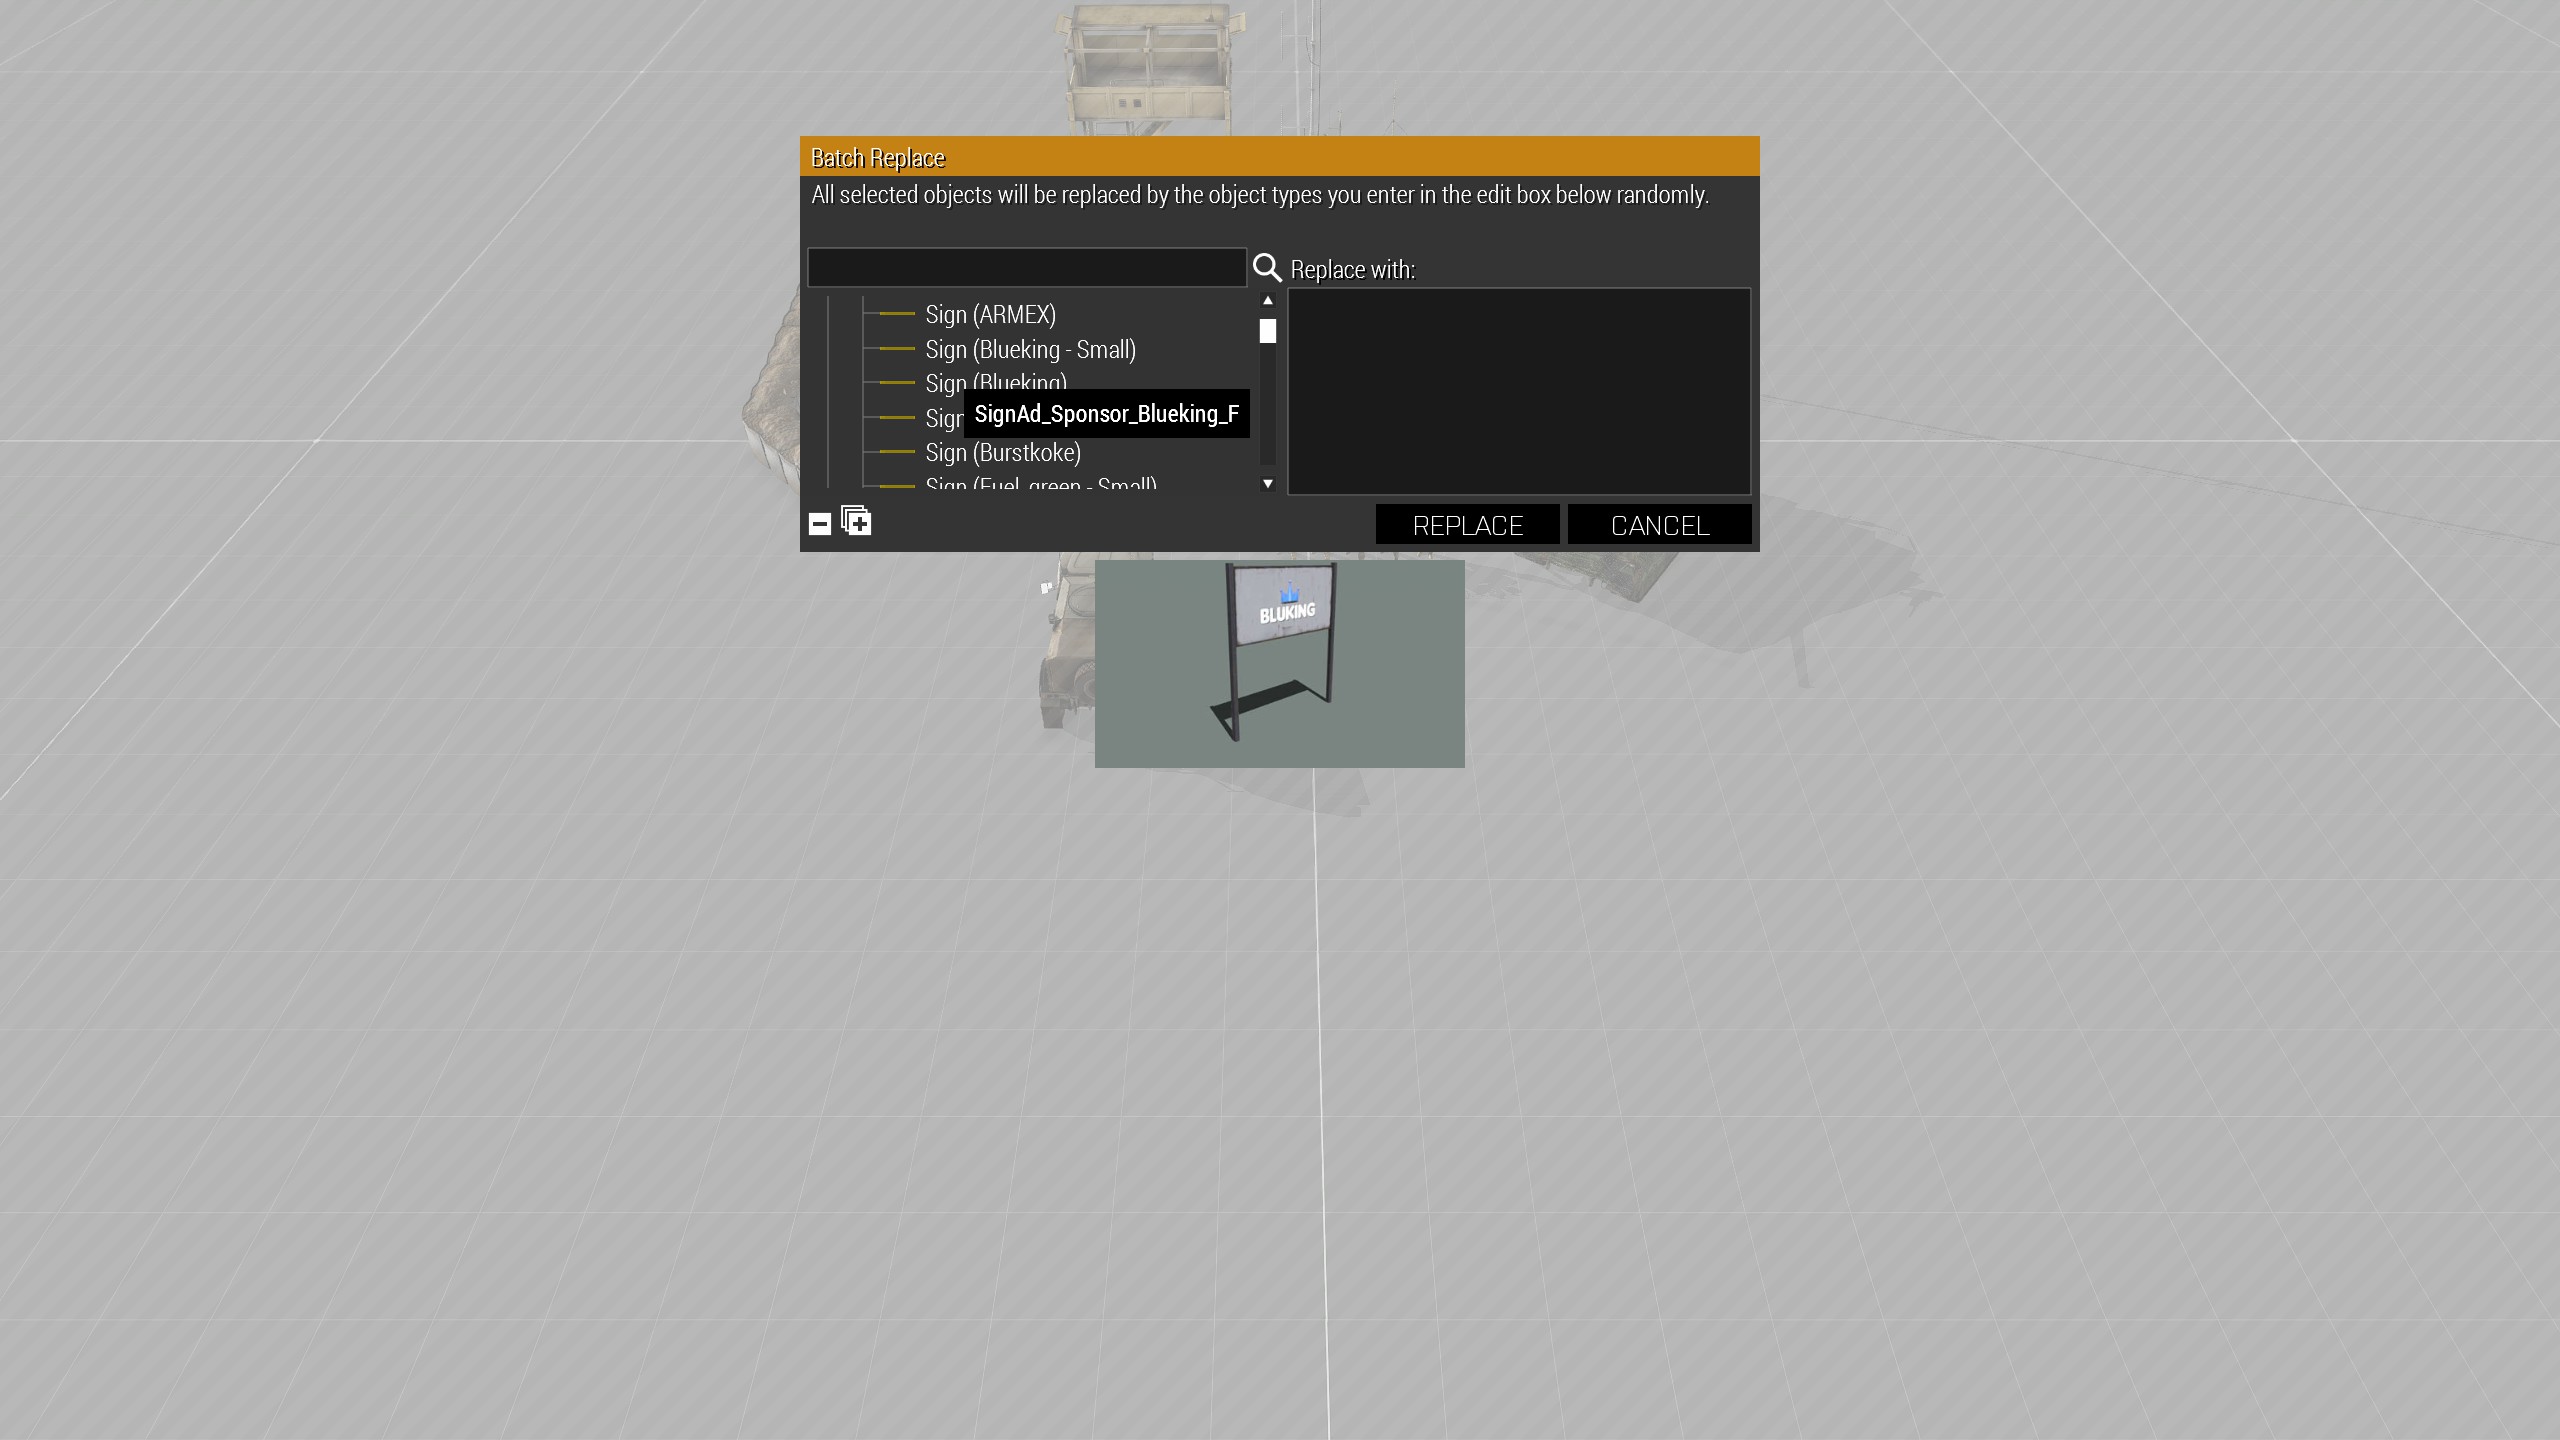 Batch Replace
All selected objects will be replaced by the object types you enter in the edit box below randomly.
Replace with:
Sign (ARMEX)
Sign (Blueking - Small)
Sign (Blueking)
Sign
SignAd_Sponsor_Blueking_F
Sign (Burstkoke)
Sign (Fuel, green - Small)
REPLACE
CANCEL
BLUKING